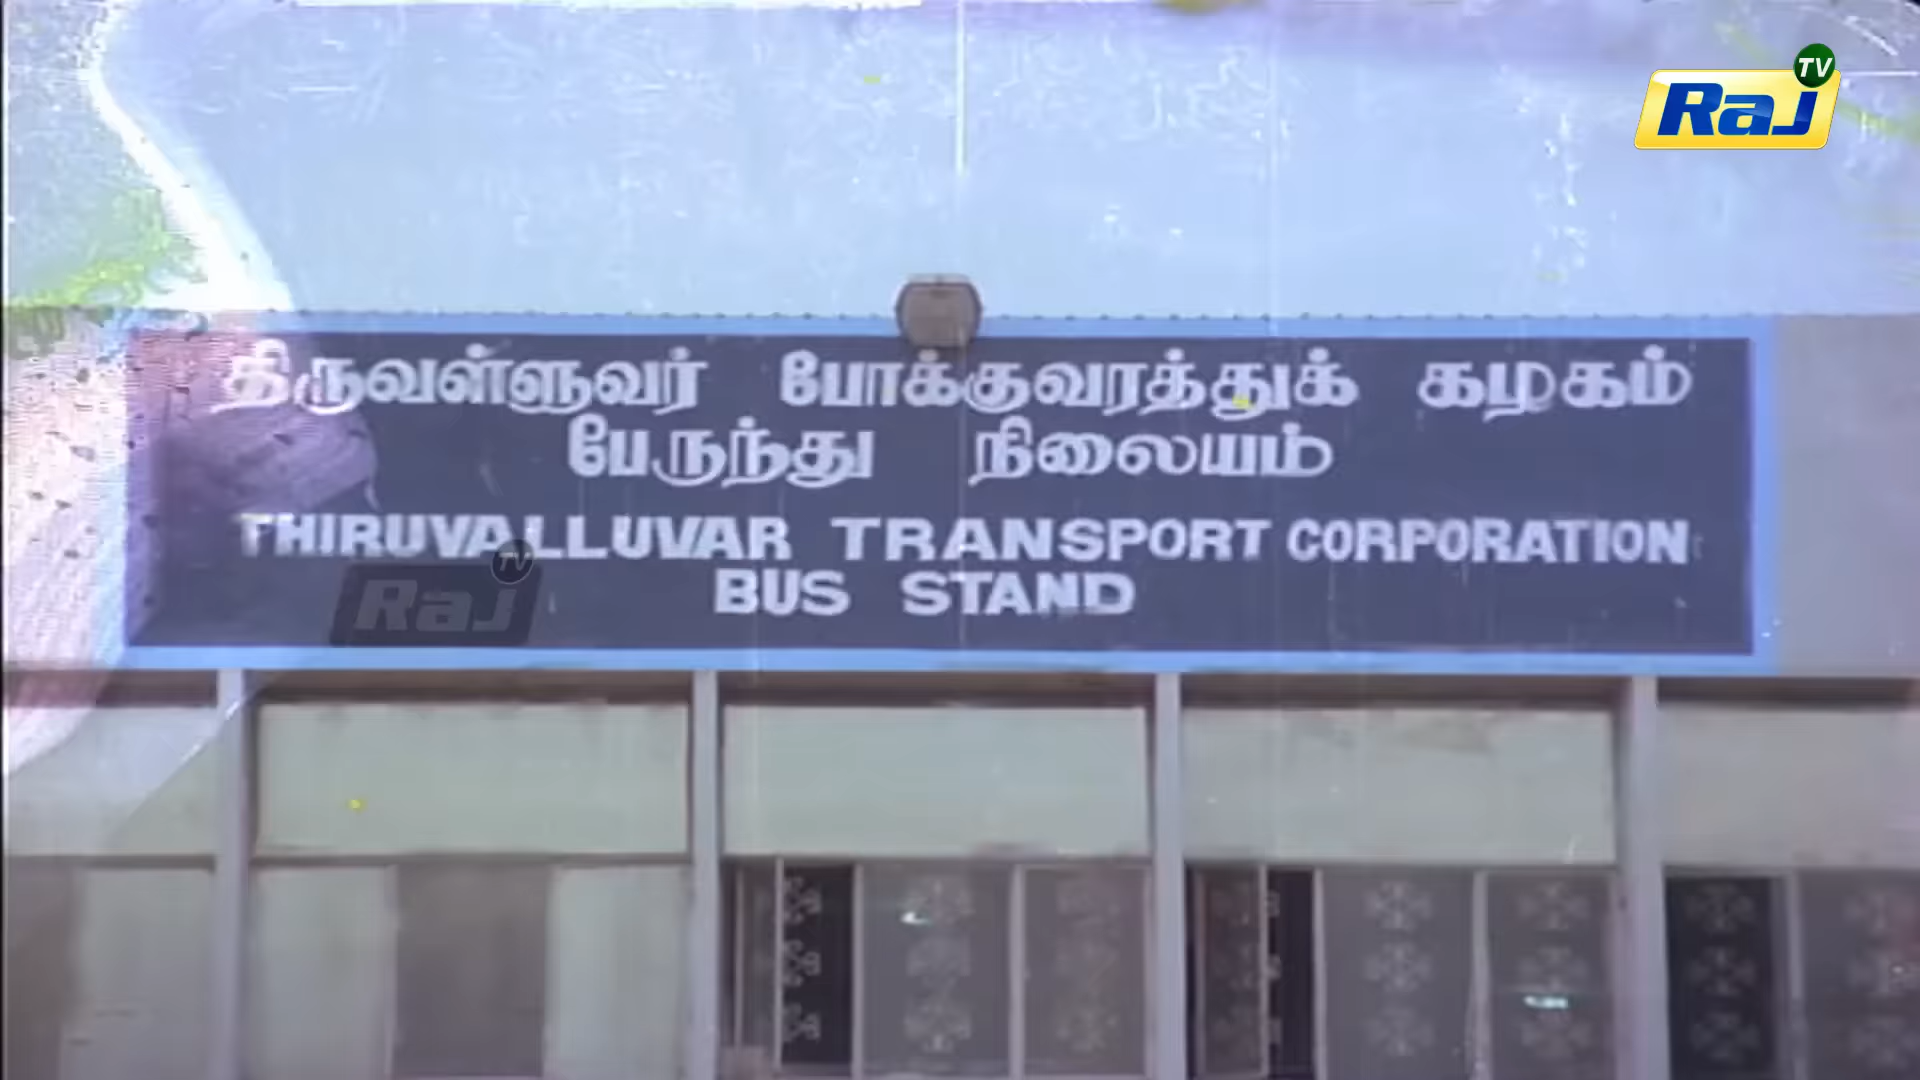 TV
Raj
திருவள்ளுவர் போக்குவரத்துக் கழகம்
பேருந்து நிலையம்
THIRUVALLUVAR TRANSPORT CORPORATION
BUS STAND
TV
Raj